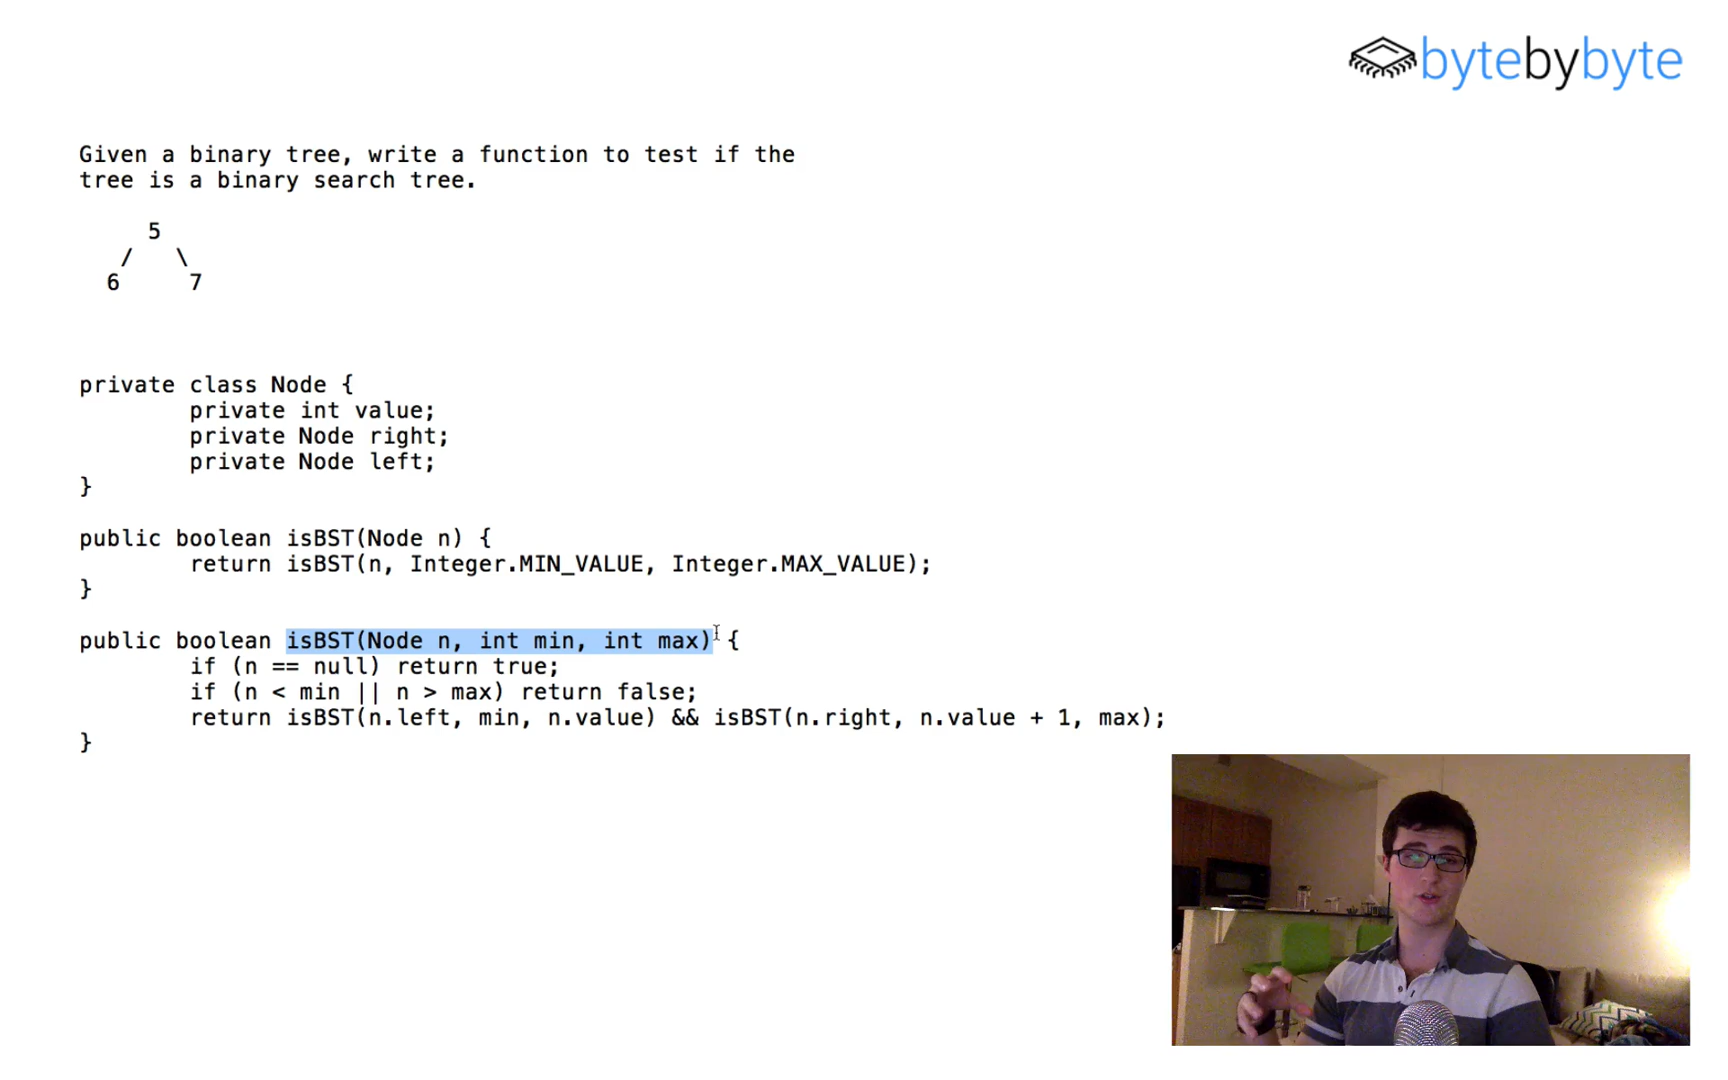 bytebybyte
Given a binary tree, write a function to test if the
tree is a binary search tree.
5
/ \
6 7
private class Node {
private int value;
private Node right;
private Node left;
}
public boolean isBST(Node n) {
return isBST(n, Integer.MIN_VALUE, Integer.MAX_VALUE);
}
public boolean isBST(Node n, int min, int max) {
if (n == null) return true;
if (n < min || n > max) return false;
return isBST(n.left, min, n.value) && isBST(n.right, n.value + 1, max);
}